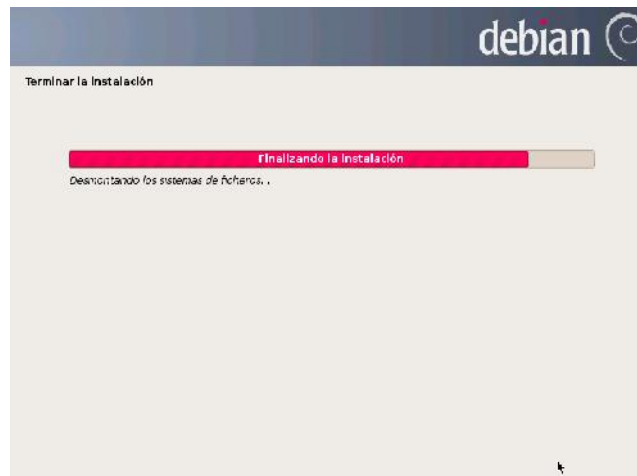 debian
Terminar la instalación
Finalizando la instalación
Desmontando los sistemas de ficheros. .